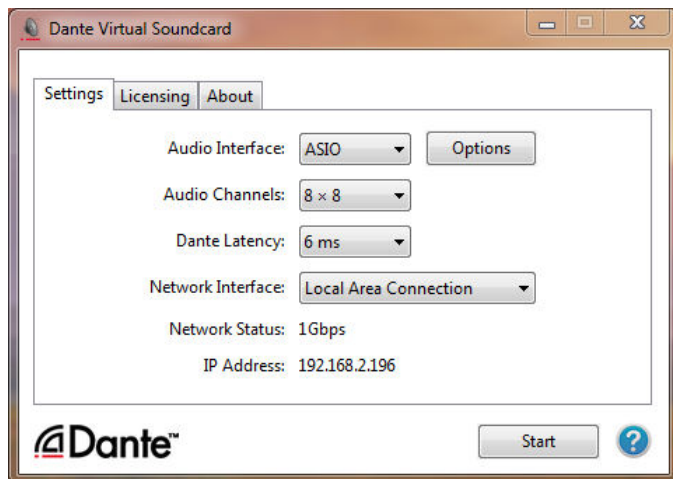 Dante Virtual Soundcard
Settings Licensing About
Audio Interface: ASIO Options
Audio Channels: 8 × 8
Dante Latency: 6 ms
Network Interface: Local Area Connection
Network Status: 1Gbps
IP Address: 192.168.2.196
Dante™ Start ?